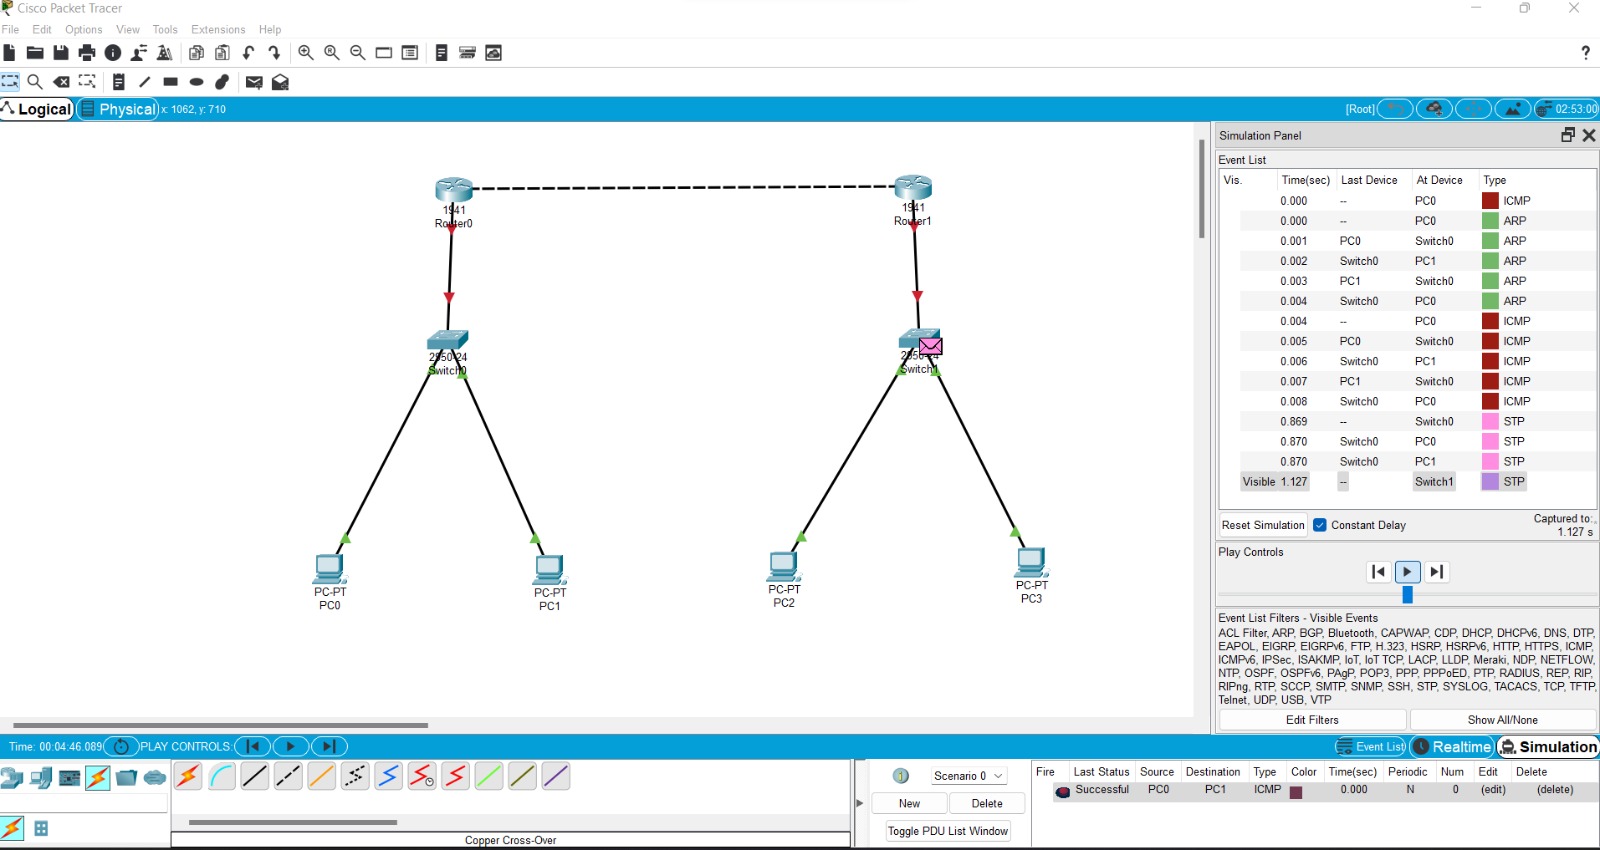 Cisco Packet Tracer
File Edit Options View Tools Extensions Help
?
Logical Physical x: 1062, y: 710 [Root] 02:53:00
Simulation Panel
Event List
Vis. Time(sec) Last Device At Device Type
0.000 -- PC0 ICMP
0.000 -- PC0 ARP
0.001 PC0 Switch0 ARP
0.002 Switch0 PC1 ARP
0.003 PC1 Switch0 ARP
0.004 Switch0 PC0 ARP
0.004 -- PC0 ICMP
0.005 PC0 Switch0 ICMP
0.006 Switch0 PC1 ICMP
0.007 PC1 Switch0 ICMP
0.008 Switch0 PC0 ICMP
0.869 -- Switch0 STP
0.870 Switch0 PC0 STP
0.870 Switch0 PC1 STP
Visible 1.127 -- Switch1 STP
Reset Simulation Constant Delay Captured to:
1.127 s
Play Controls
Event List Filters - Visible Events
ACL Filter, ARP, BGP, Bluetooth, CAPWAP, CDP, DHCP, DHCPv6, DNS, DTP,
EAPOL, EIGRP, EIGRPv6, FTP, H.323, HSRP, HSRPv6, HTTP, HTTPS, ICMP,
ICMPv6, IPSec, ISAKMP, IoT, IoT TCP, LACP, LLDP, Meraki, NDP, NETFLOW,
NTP, OSPF, OSPFv6, PAgP, POP3, PPP, PPPoED, PTP, RADIUS, REP, RIP,
RIPng, RTP, SCCP, SMTP, SNMP, SSH, STP, SYSLOG, TACACS, TCP, TFTP,
Telnet, UDP, USB, VTP
Edit Filters Show All/None
1941
Router0
1941
Router1
2950-24
Switch0
2950-24
Switch1
PC-PT
PC0
PC-PT
PC1
PC-PT
PC2
PC-PT
PC3
Time: 00:04:46.089 PLAY CONTROLS: Event List Realtime Simulation
Copper Cross-Over
1 Scenario 0
New Delete
Toggle PDU List Window
Fire Last Status Source Destination Type Color Time(sec) Periodic Num Edit Delete
Successful PC0 PC1 ICMP 0.000 N 0 (edit) (delete)